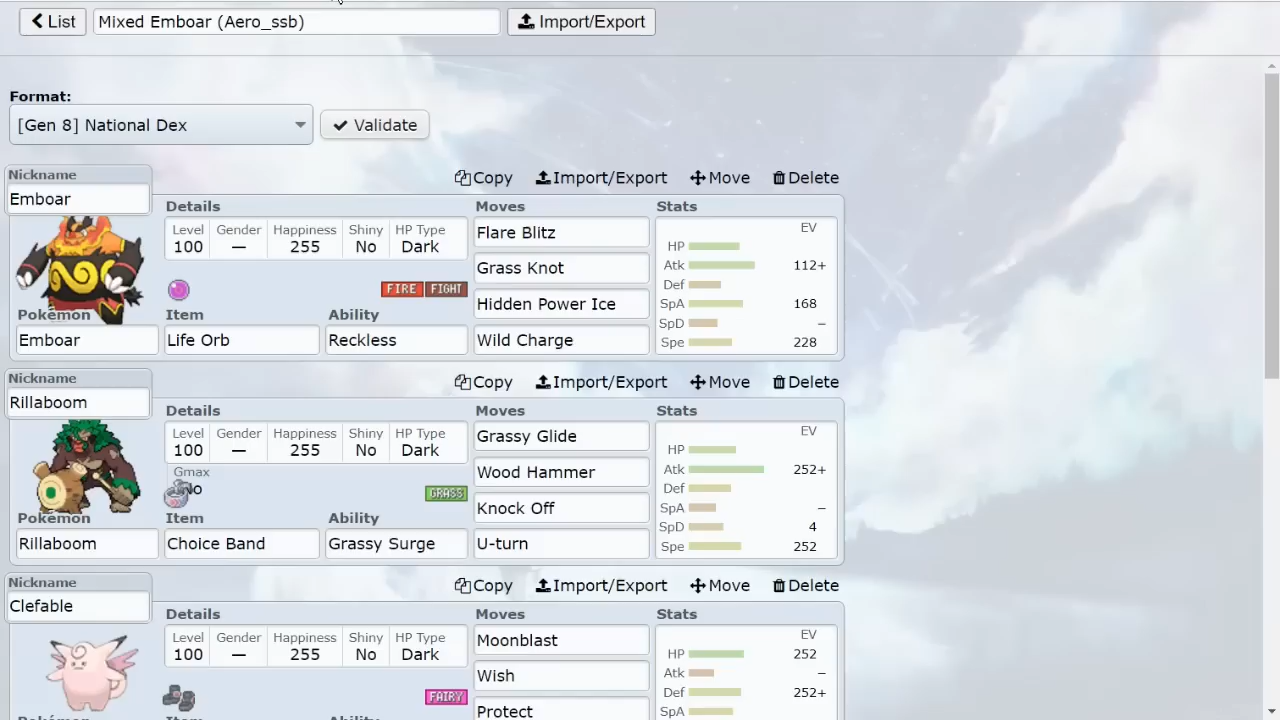 List
Mixed Emboar (Aero_ssb)
Import/Export
Format:
[Gen 8] National Dex
Validate
Nickname
Emboar
Copy
Import/Export
Move
Delete
Details
Level
100
Gender
—
Happiness
255
Shiny
No
HP Type
Dark
FIRE
FIGHT
Pokémon
Emboar
Item
Life Orb
Ability
Reckless
Moves
Flare Blitz
Grass Knot
Hidden Power Ice
Wild Charge
Stats
EV
HP
Atk 112+
Def
SpA 168
SpD –
Spe 228
Nickname
Rillaboom
Copy
Import/Export
Move
Delete
Details
Level
100
Gender
—
Happiness
255
Shiny
No
HP Type
Dark
Gmax
No
GRASS
Pokémon
Rillaboom
Item
Choice Band
Ability
Grassy Surge
Moves
Grassy Glide
Wood Hammer
Knock Off
U-turn
Stats
EV
HP
Atk 252+
Def
SpA –
SpD 4
Spe 252
Nickname
Clefable
Copy
Import/Export
Move
Delete
Details
Level
100
Gender
—
Happiness
255
Shiny
No
HP Type
Dark
FAIRY
Pokémon
Item
Ability
Moves
Moonblast
Wish
Protect
Stats
EV
HP 252
Atk –
Def 252+
SpA